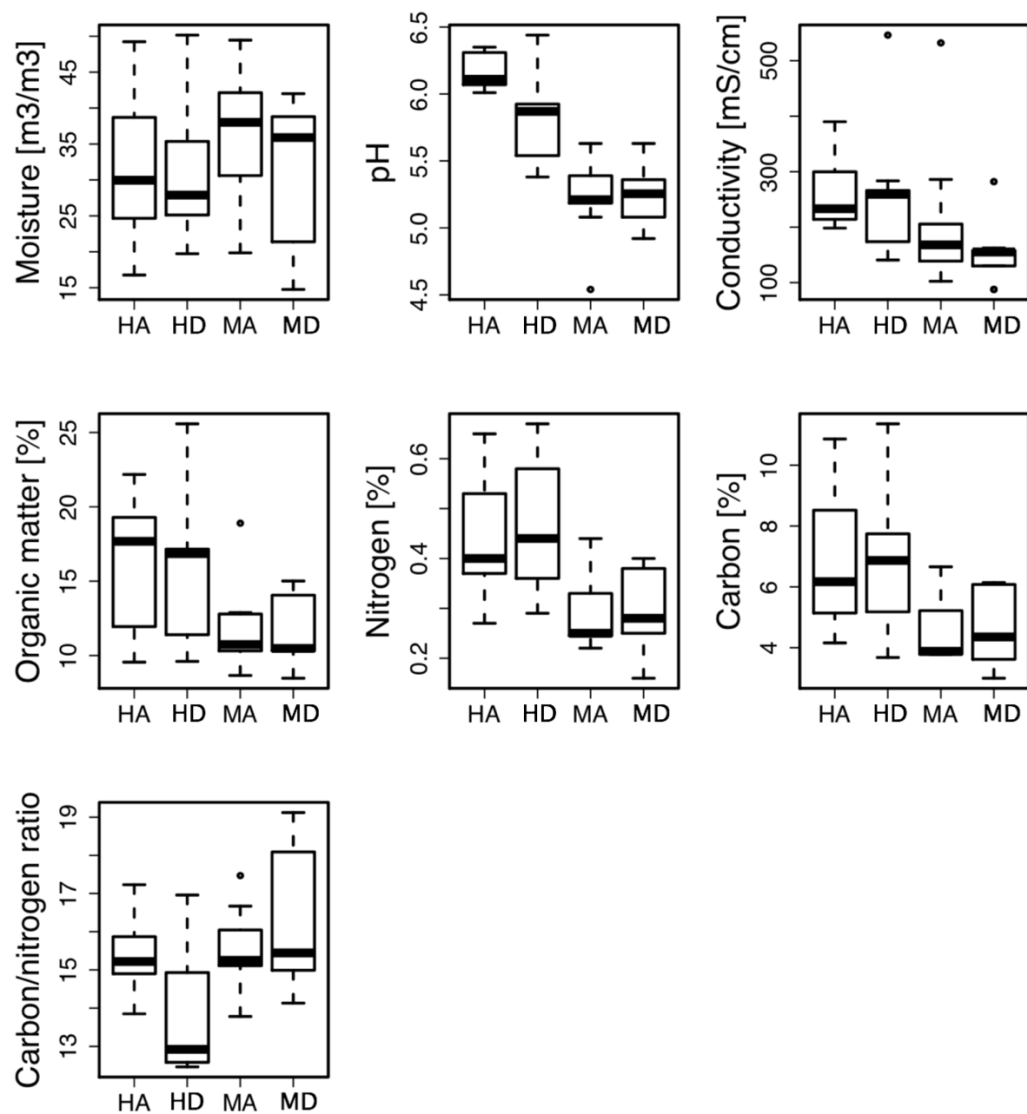 Moisture [m3/m3]
45
35
25
15
HA HD MA MD
pH
6.5
6.0
5.5
5.0
4.5
HA HD MA MD
Conductivity [mS/cm]
500
300
100
HA HD MA MD
Organic matter [%]
25
20
15
10
HA HD MA MD
Nitrogen [%]
0.6
0.4
0.2
HA HD MA MD
Carbon [%]
10
8
6
4
HA HD MA MD
Carbon/nitrogen ratio
19
17
15
13
HA HD MA MD